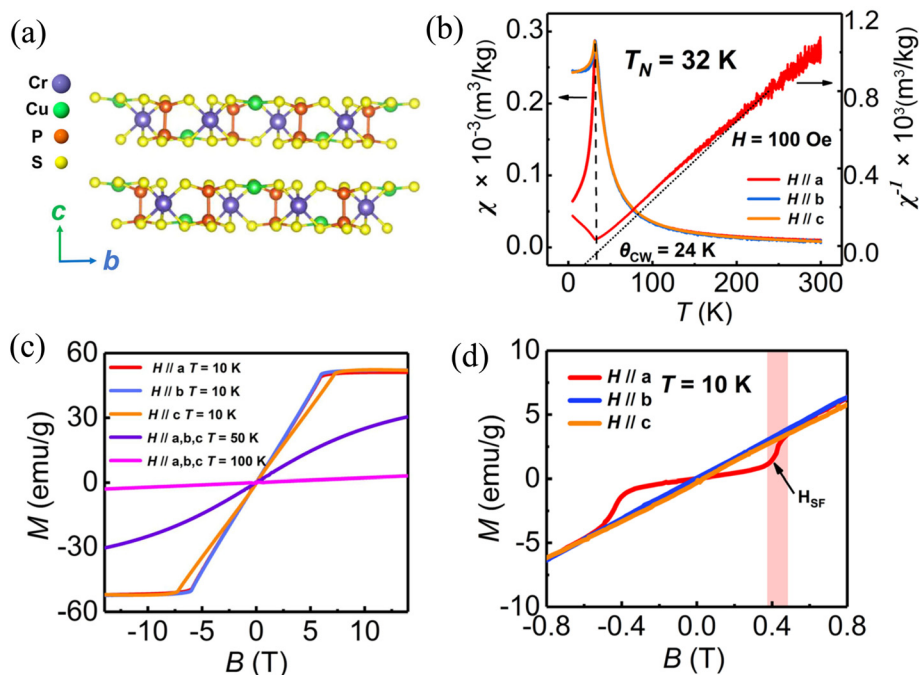 (a)
Cr
Cu
P
S
c
b
(b)
χ × 10⁻³(m³/kg)
0.3
0.2
0.1
0.0
T_N = 32 K
H = 100 Oe
H // a
H // b
H // c
θ_CW = 24 K
0 100 200 300
T (K)
1.2
0.8
0.4
0.0
χ⁻¹ × 10³(m³/kg)
(c)
M (emu/g)
60
30
0
-30
-60
H // a T = 10 K
H // b T = 10 K
H // c T = 10 K
H // a,b,c T = 50 K
H // a,b,c T = 100 K
-10 -5 0 5 10
B (T)
(d)
M (emu/g)
10
5
0
-5
-10
H // a
H // b
H // c
T = 10 K
H_SF
-0.8 -0.4 0.0 0.4 0.8
B (T)